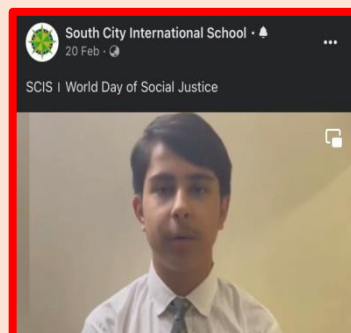 South City International School ·
20 Feb ·
SCIS | World Day of Social Justice